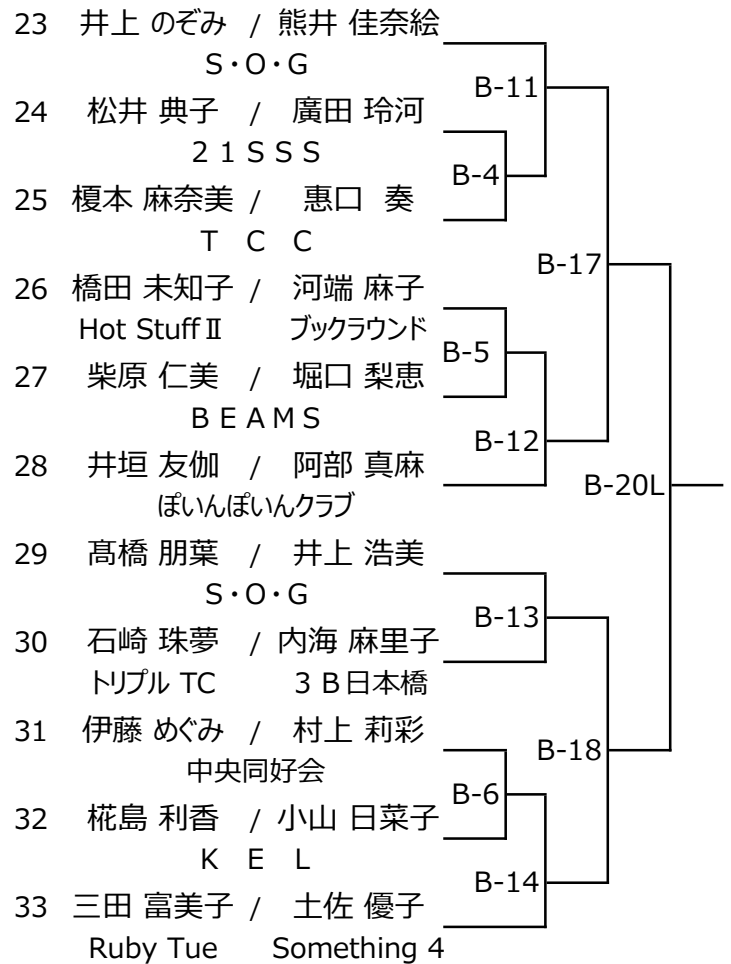 23 井上 のぞみ / 熊井 佳奈絵
S・O・G
B-11
24 松井 典子 / 廣田 玲河
２１ＳＳＳ
B-4
25 榎本 麻奈美 / 惠口 奏
Ｔ Ｃ Ｃ
B-17
26 橋田 未知子 / 河端 麻子
Hot StuffⅡ ブックラウンド
B-5
27 柴原 仁美 / 堀口 梨恵
ＢＥＡＭＳ
B-12
28 井垣 友伽 / 阿部 真麻
B-20L
ぽいんぽいんクラブ
29 髙橋 朋葉 / 井上 浩美
S・O・G
B-13
30 石崎 珠夢 / 内海 麻里子
トリプル TC ３Ｂ日本橋
31 伊藤 めぐみ / 村上 莉彩
B-18
中央同好会
B-6
32 椛島 利香 / 小山 日菜子
Ｋ Ｅ Ｌ
B-14
33 三田 富美子 / 土佐 優子
Ruby Tue Something 4